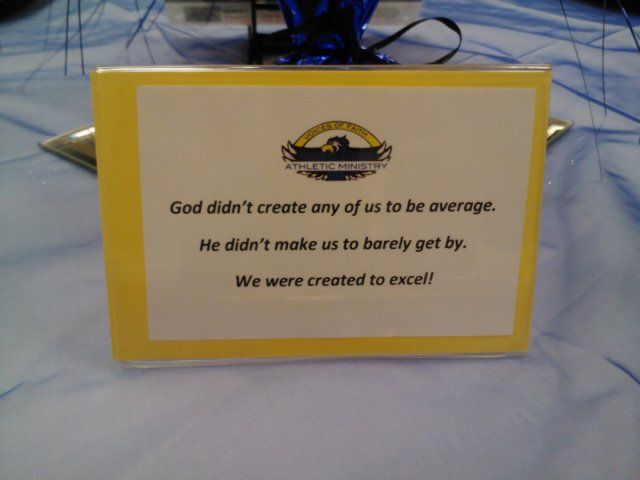 VOICES OF FAITH
ATHLETIC MINISTRY
God didn't create any of us to be average.
He didn't make us to barely get by.
We were created to excel!